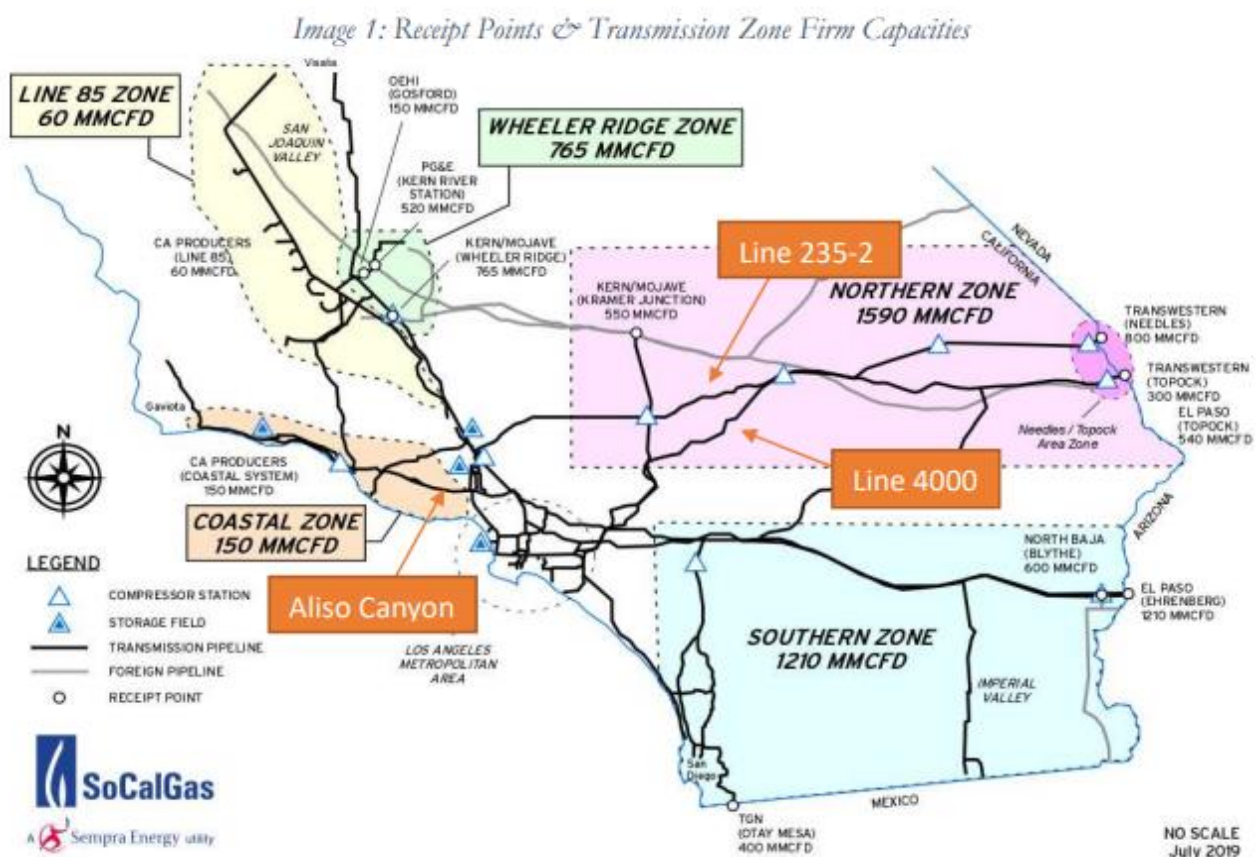 Image 1: Receipt Points & Transmission Zone Firm Capacities
Visalia
OEHI
(GOSFORD)
150 MMCFD
LINE 85 ZONE
60 MMCFD
SAN
JOAQUIN
VALLEY
WHEELER RIDGE ZONE
765 MMCFD
PG&E
(KERN RIVER
STATION)
520 MMCFD
CA PRODUCERS
(LINE 85)
60 MMCFD
KERN/MOJAVE
(WHEELER RIDGE)
765 MMCFD
Line 235-2
NEVADA
CALIFORNIA
KERN/MOJAVE
(KRAMER JUNCTION)
550 MMCFD
NORTHERN ZONE
1590 MMCFD
TRANSWESTERN
(NEEDLES)
800 MMCFD
TRANSWESTERN
(TOPOCK)
300 MMCFD
EL PASO
(TOPOCK)
540 MMCFD
Needles / Topock
Area Zone
Gaviota
N
CA PRODUCERS
(COASTAL SYSTEM)
150 MMCFD
Line 4000
COASTAL ZONE
150 MMCFD
ARIZONA
LEGEND
COMPRESSOR STATION
STORAGE FIELD
TRANSMISSION PIPELINE
FOREIGN PIPELINE
RECEIPT POINT
Aliso Canyon
LOS ANGELES
METROPOLITAN
AREA
NORTH BAJA
(BLYTHE)
600 MMCFD
EL PASO
(EHRENBERG)
1210 MMCFD
SOUTHERN ZONE
1210 MMCFD
IMPERIAL
VALLEY
San
Diego
MEXICO
TGN
(OTAY MESA)
400 MMCFD
SoCalGas
A Sempra Energy utility
NO SCALE
July 2019